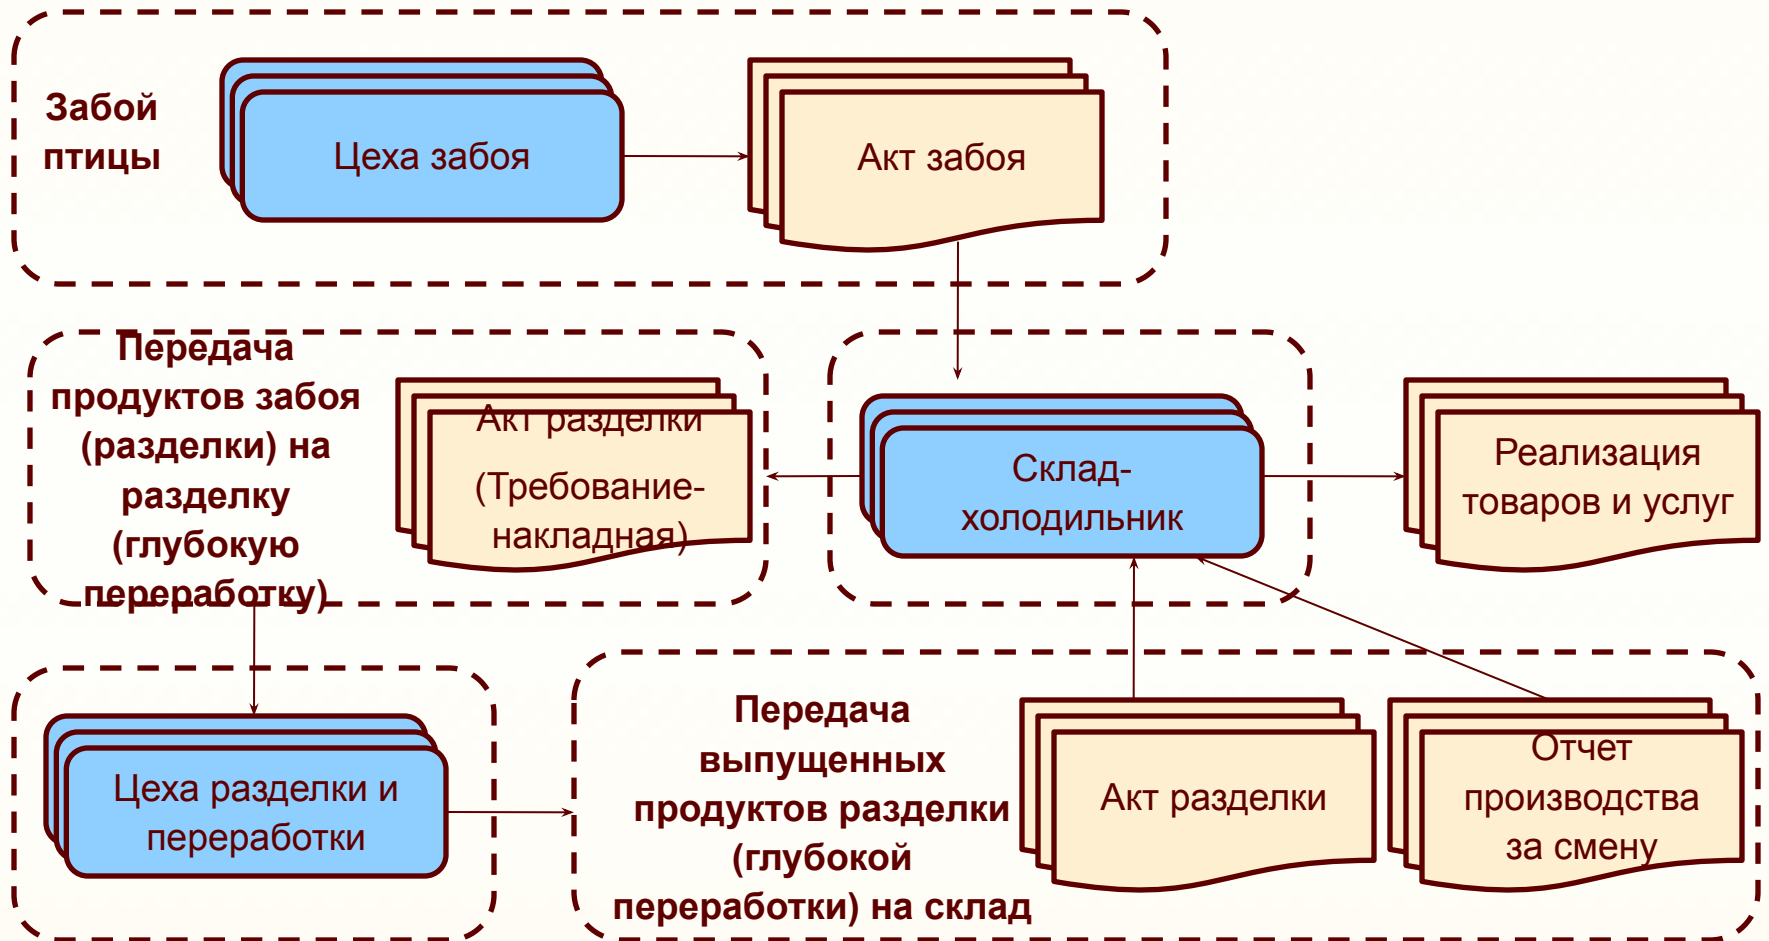 Забой
птицы
Цеха забоя
Акт забоя
Передача
продуктов забоя
(разделки) на
разделку
(глубокую
переработку)
Акт разделки
(Требование-
накладная)
Склад-
холодильник
Реализация
товаров и услуг
Цеха разделки и
переработки
Передача
выпущенных
продуктов разделки
(глубокой
переработки) на склад
Акт разделки
Отчет
производства
за смену